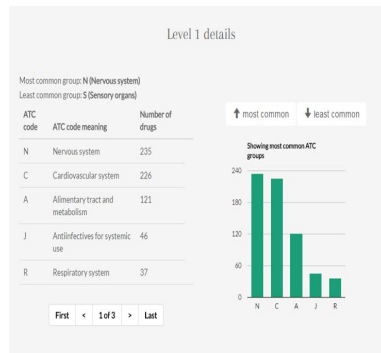 Level 1 details
Most common group: N (Nervous system)
Least common group: S (Sensory organs)
ATC code
ATC code meaning
Number of drugs
N Nervous system 235
C Cardiovascular system 226
A Alimentary tract and metabolism 121
J Antiinfectives for systemic use 46
R Respiratory system 37
First < 1 of 3 > Last
↑ most common ↓ least common
Showing most common ATC
groups
240
180
120
60
0
N C A J R